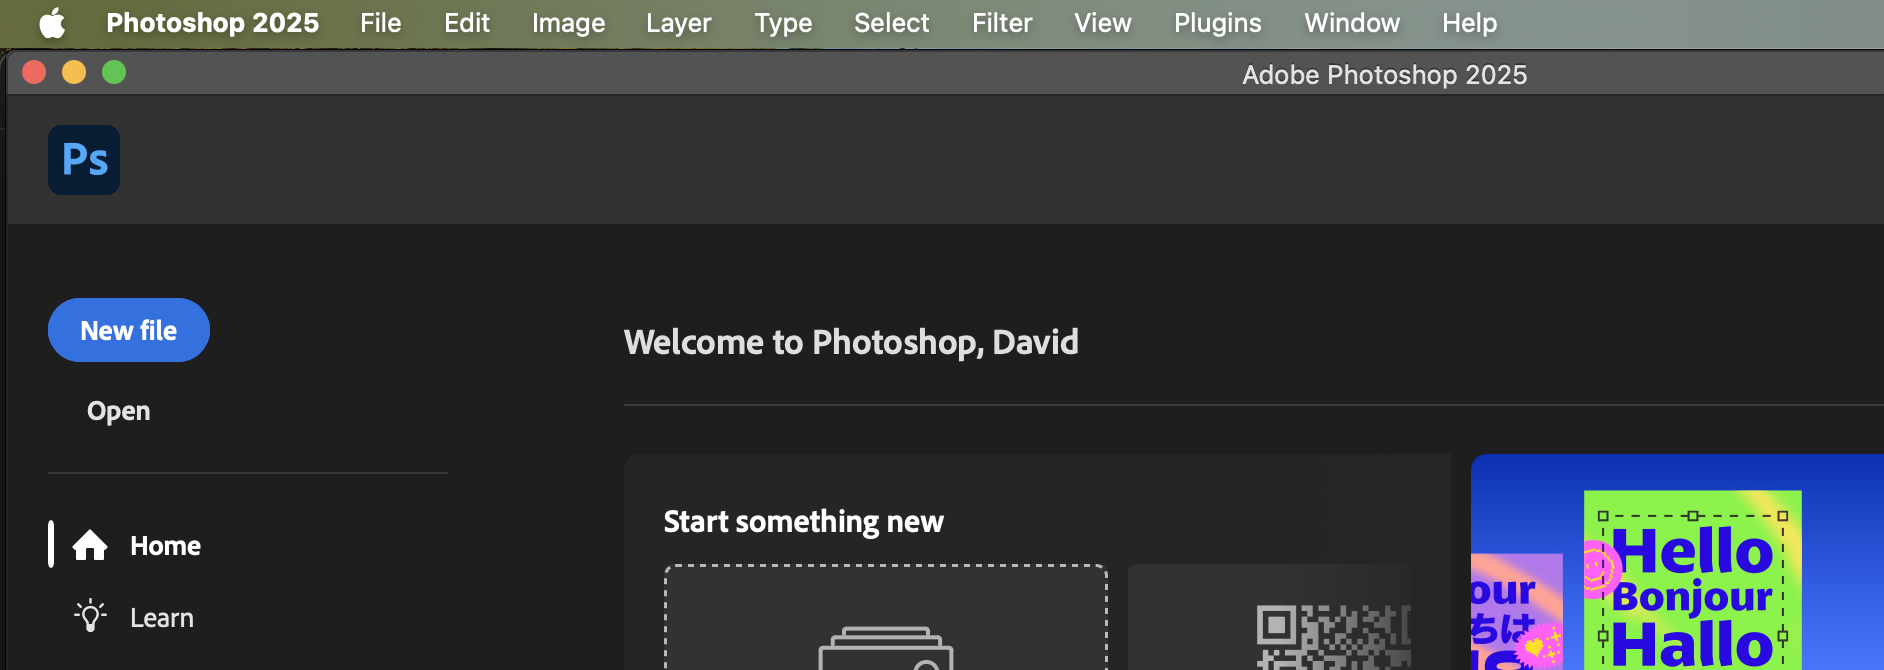 Photoshop 2025 File Edit Image Layer Type Select Filter View Plugins Window Help
Adobe Photoshop 2025
Ps
New file
Open
Home
Learn
Welcome to Photoshop, David
Start something new
our
ちは
Hello
Bonjour
Hallo